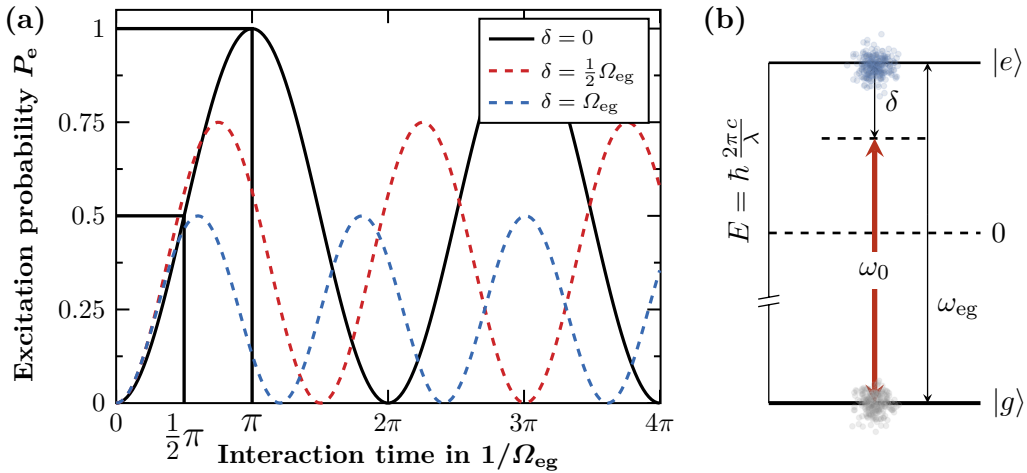 (a)
Excitation probability P_e
1
0.75
0.5
0.25
0
0
½π
π
2π
3π
4π
Interaction time in 1/Ω_eg
δ = 0
δ = ½Ω_eg
δ = Ω_eg
(b)
|e⟩
δ
E = ħ 2πc/λ
0
ω_0
ω_eg
|g⟩